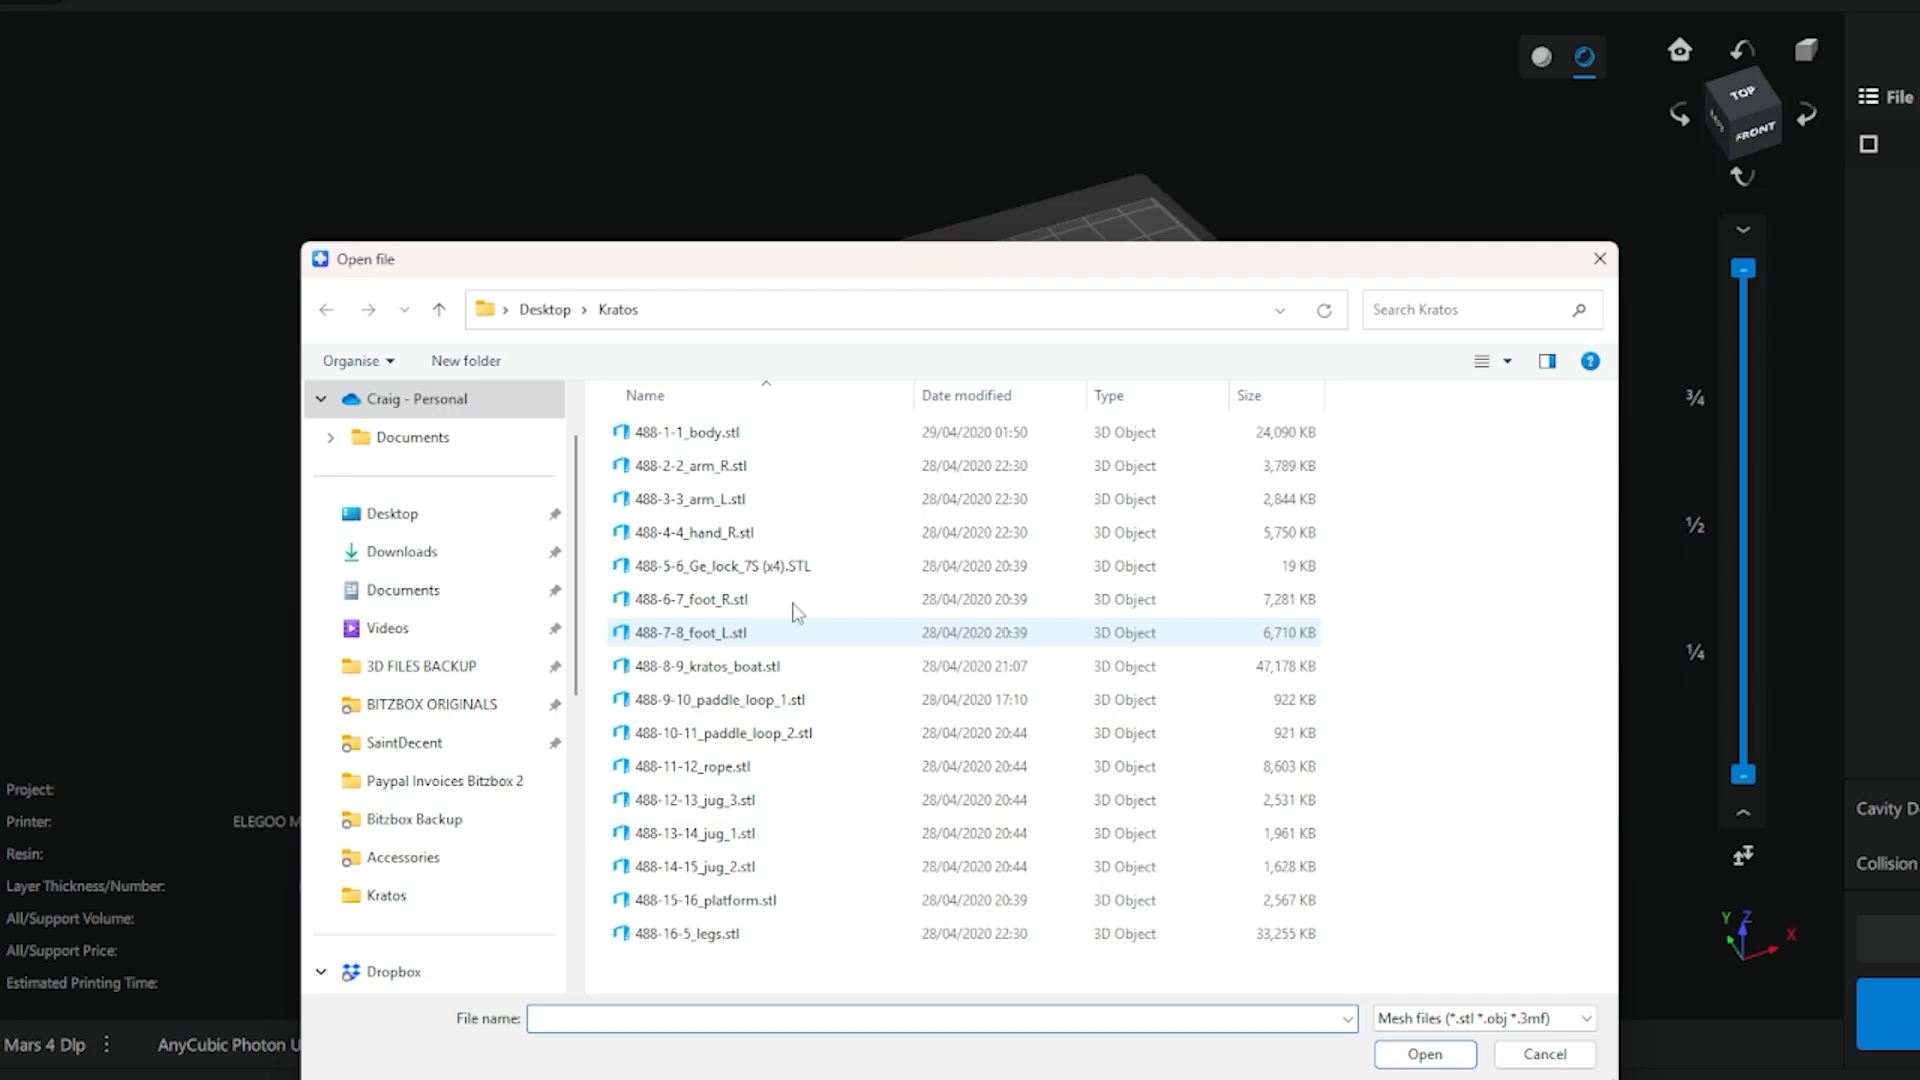 TOP
FRONT
File
Open file
Desktop
Kratos
Search Kratos
Organise
New folder
Craig - Personal
Documents
Desktop
Downloads
Documents
Videos
3D FILES BACKUP
BITZBOX ORIGINALS
SaintDecent
Paypal Invoices Bitzbox 2
Bitzbox Backup
Accessories
Kratos
Dropbox
Name Date modified Type Size
488-1-1_body.stl 29/04/2020 01:50 3D Object 24,090 KB
488-2-2_arm_R.stl 28/04/2020 22:30 3D Object 3,789 KB
488-3-3_arm_L.stl 28/04/2020 22:30 3D Object 2,844 KB
488-4-4_hand_R.stl 28/04/2020 22:30 3D Object 5,750 KB
488-5-6_Ge_lock_7S (x4).STL 28/04/2020 20:39 3D Object 19 KB
488-6-7_foot_R.stl 28/04/2020 20:39 3D Object 7,281 KB
488-7-8_foot_L.stl 28/04/2020 20:39 3D Object 6,710 KB
488-8-9_kratos_boat.stl 28/04/2020 21:07 3D Object 47,178 KB
488-9-10_paddle_loop_1.stl 28/04/2020 17:10 3D Object 922 KB
488-10-11_paddle_loop_2.stl 28/04/2020 20:44 3D Object 921 KB
488-11-12_rope.stl 28/04/2020 20:44 3D Object 8,603 KB
488-12-13_jug_3.stl 28/04/2020 20:44 3D Object 2,531 KB
488-13-14_jug_1.stl 28/04/2020 20:44 3D Object 1,961 KB
488-14-15_jug_2.stl 28/04/2020 20:44 3D Object 1,628 KB
488-15-16_platform.stl 28/04/2020 20:39 3D Object 2,567 KB
488-16-5_legs.stl 28/04/2020 22:30 3D Object 33,255 KB
File name:
Mesh files (*.stl *.obj *.3mf)
Open
Cancel
3/4
1/2
1/4
Project:
Printer: ELEGOO M
Resin:
Layer Thickness/Number:
All/Support Volume:
All/Support Price:
Estimated Printing Time:
Mars 4 Dlp
AnyCubic Photon U
Cavity D
Collision
Y Z X